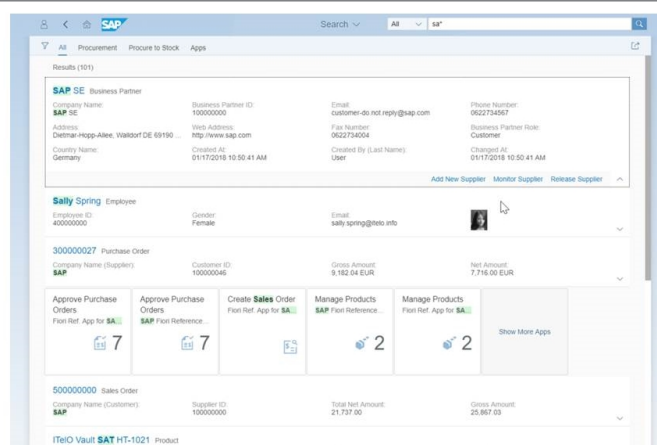 SAP Search All sa*
All Procurement Procure to Stock Apps
Results (101)
SAP SE Business Partner
Company Name: Business Partner ID: Email: Phone Number:
SAP SE 100000000 customer-do.not.reply@sap.com 0622734567
Address: Web Address: Fax Number: Business Partner Role:
Dietmar-Hopp-Allee, Walldorf DE 69190 ... http://www.sap.com 0622734004 Customer
Country Name: Created At: Created By (Last Name): Changed At:
Germany 01/17/2018 10:50:41 AM User 01/17/2018 10:50:41 AM
Add New Supplier Monitor Supplier Release Supplier
Sally Spring Employee
Employee ID: Gender: Email:
400000000 Female sally.spring@itelo.info
300000027 Purchase Order
Company Name (Supplier): Customer ID: Gross Amount: Net Amount:
SAP 100000046 9,182.04 EUR 7,716.00 EUR
Approve Purchase Approve Purchase Create Sales Order Manage Products Manage Products
Orders Orders Fiori Ref. App for SA... SAP Fiori Reference... Fiori Ref. App for SA...
Fiori Ref. App for SA... SAP Fiori Reference...
Show More Apps
7 7 2 2
500000000 Sales Order
Company Name (Customer): Supplier ID: Total Net Amount: Gross Amount:
SAP 100000000 21,737.00 25,867.03
ITelO Vault SAT HT-1021 Product